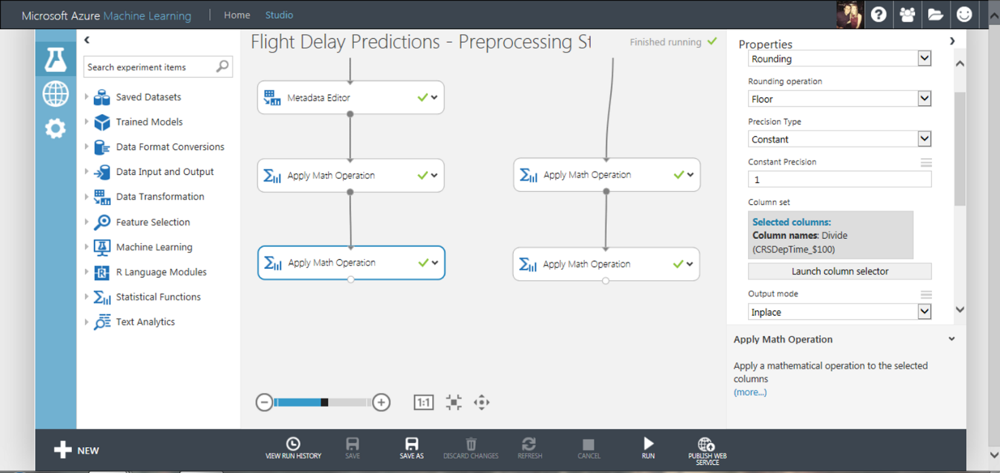 Microsoft Azure Machine Learning | Home Studio
Flight Delay Predictions - Preprocessing St
Finished running
Search experiment items
Saved Datasets
Trained Models
Data Format Conversions
Data Input and Output
Data Transformation
Feature Selection
Machine Learning
R Language Modules
Statistical Functions
Text Analytics
Metadata Editor
Apply Math Operation
Apply Math Operation
Apply Math Operation
Apply Math Operation
1:1
Properties
Rounding
Rounding operation
Floor
Precision Type
Constant
Constant Precision
1
Column set
Selected columns:
Column names: Divide
(CRSDepTime_$100)
Launch column selector
Output mode
Inplace
Apply Math Operation
Apply a mathematical operation to the selected
columns
(more...)
NEW
VIEW RUN HISTORY
SAVE
SAVE AS
DISCARD CHANGES
REFRESH
CANCEL
RUN
PUBLISH WEB
SERVICE